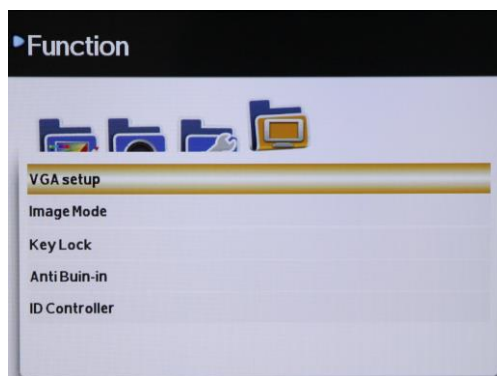 Function
VGA setup
Image Mode
Key Lock
Anti Buin-in
ID Controller